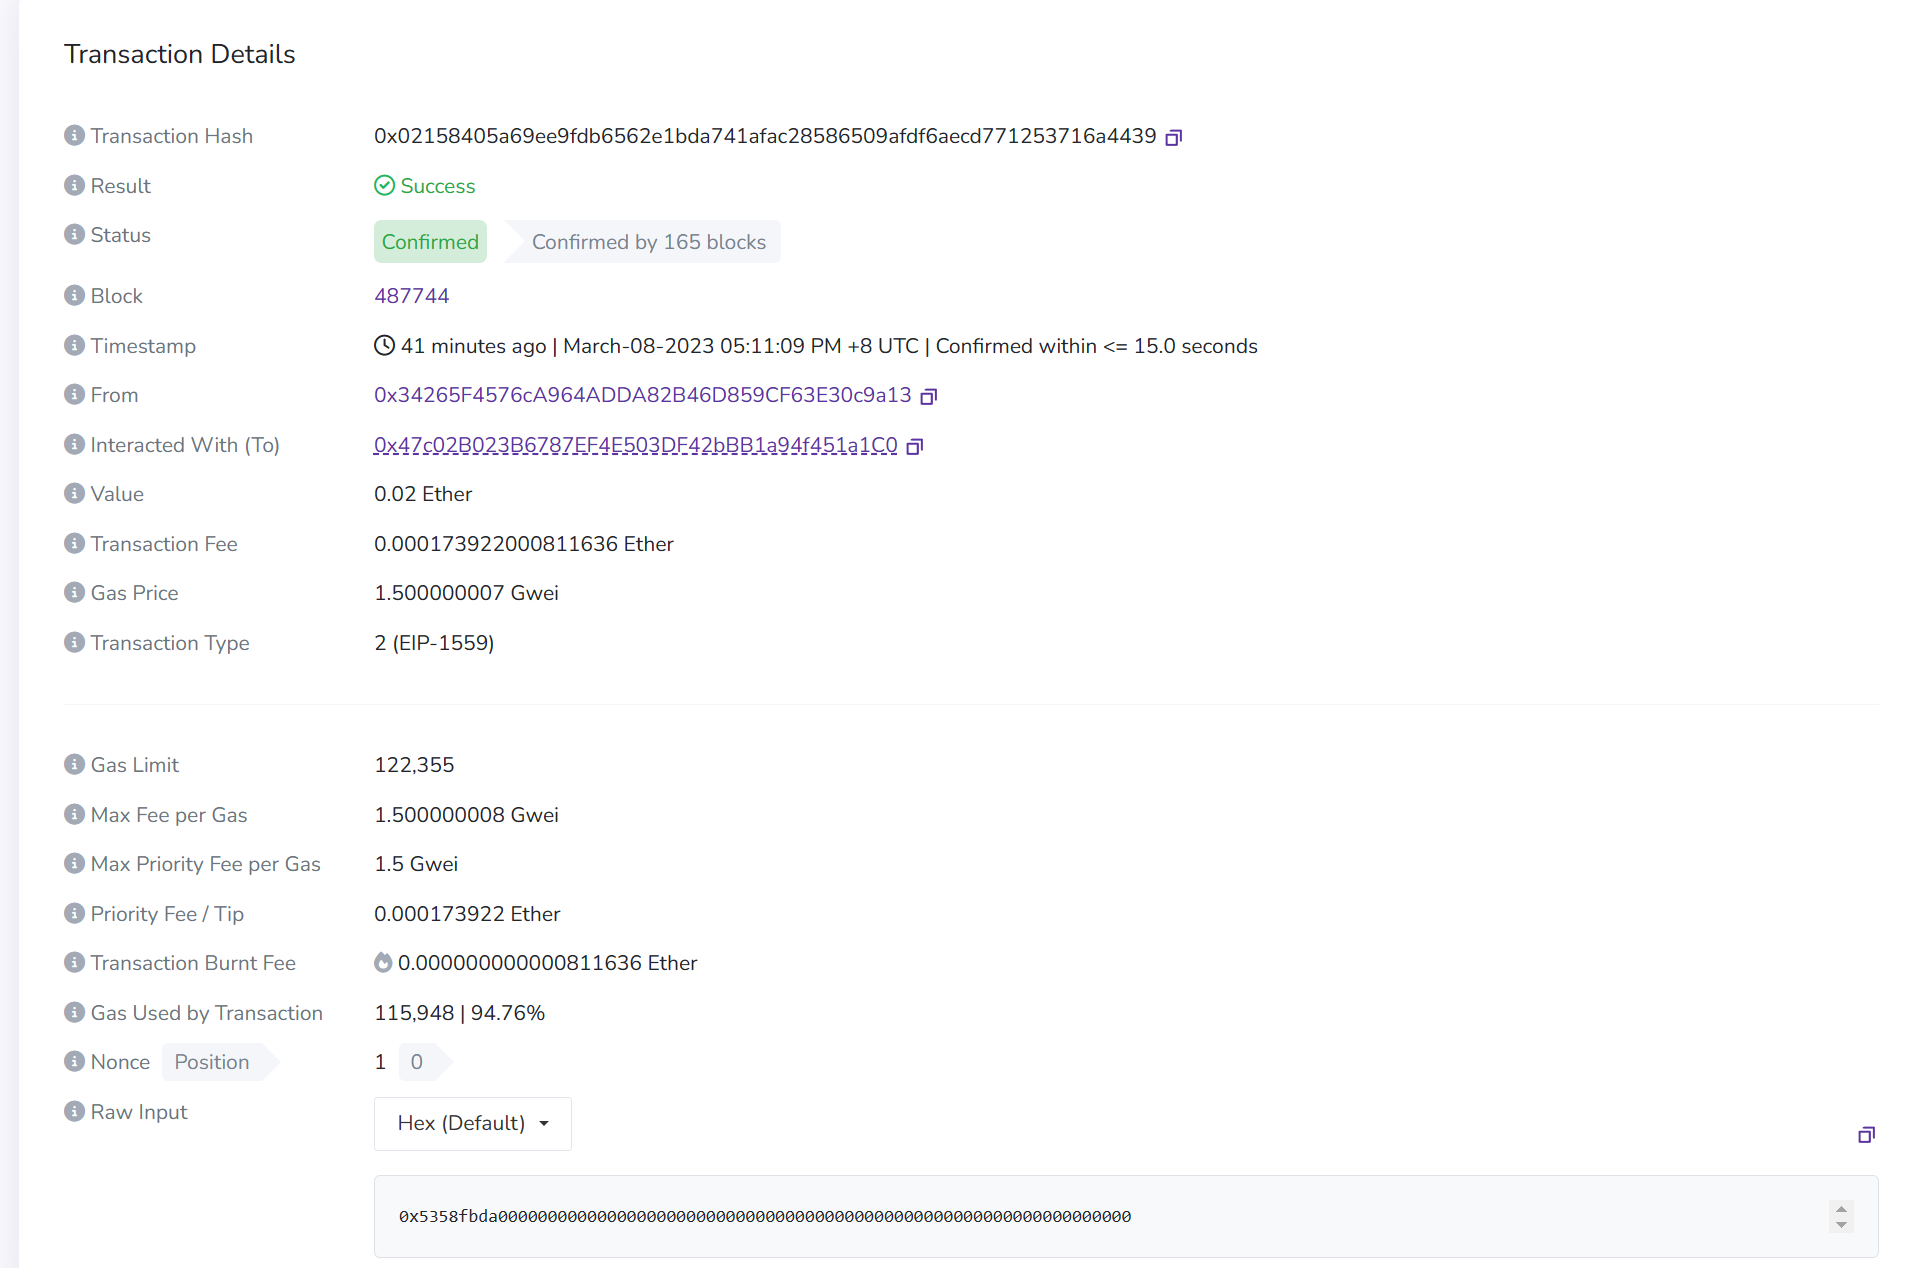 Transaction Details
Transaction Hash 0x02158405a69ee9fdb6562e1bda741afac28586509afdf6aecd771253716a4439
Result Success
Status Confirmed Confirmed by 165 blocks
Block 487744
Timestamp 41 minutes ago | March-08-2023 05:11:09 PM +8 UTC | Confirmed within <= 15.0 seconds
From 0x34265F4576cA964ADDA82B46D859CF63E30c9a13
Interacted With (To) 0x47c02B023B6787EF4E503DF42bBB1a94f451a1C0
Value 0.02 Ether
Transaction Fee 0.000173922000811636 Ether
Gas Price 1.500000007 Gwei
Transaction Type 2 (EIP-1559)
Gas Limit 122,355
Max Fee per Gas 1.500000008 Gwei
Max Priority Fee per Gas 1.5 Gwei
Priority Fee / Tip 0.000173922 Ether
Transaction Burnt Fee 0.000000000000811636 Ether
Gas Used by Transaction 115,948 | 94.76%
Nonce Position 1 0
Raw Input Hex (Default)
0x5358fbda0000000000000000000000000000000000000000000000000000000000000000